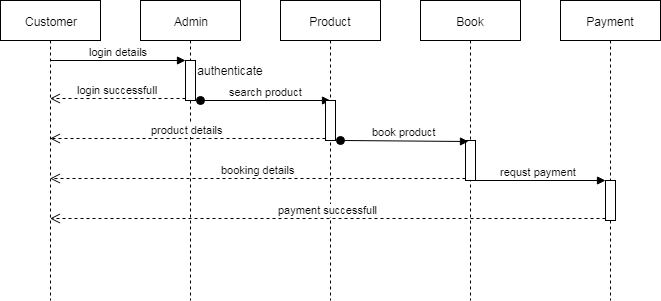 Customer
Admin
Product
Book
Payment
login details
authenticate
login successfull
search product
product details
book product
booking details
requst payment
payment successfull